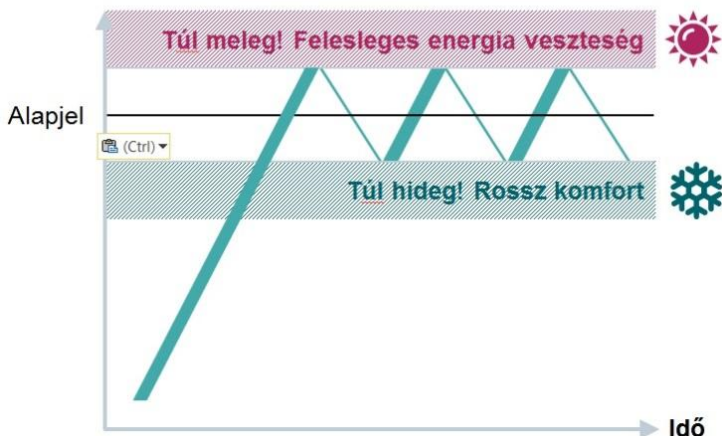 Túl meleg! Felesleges energia veszteség
Alapjel
(Ctrl)
Túl hideg! Rossz komfort
Idő